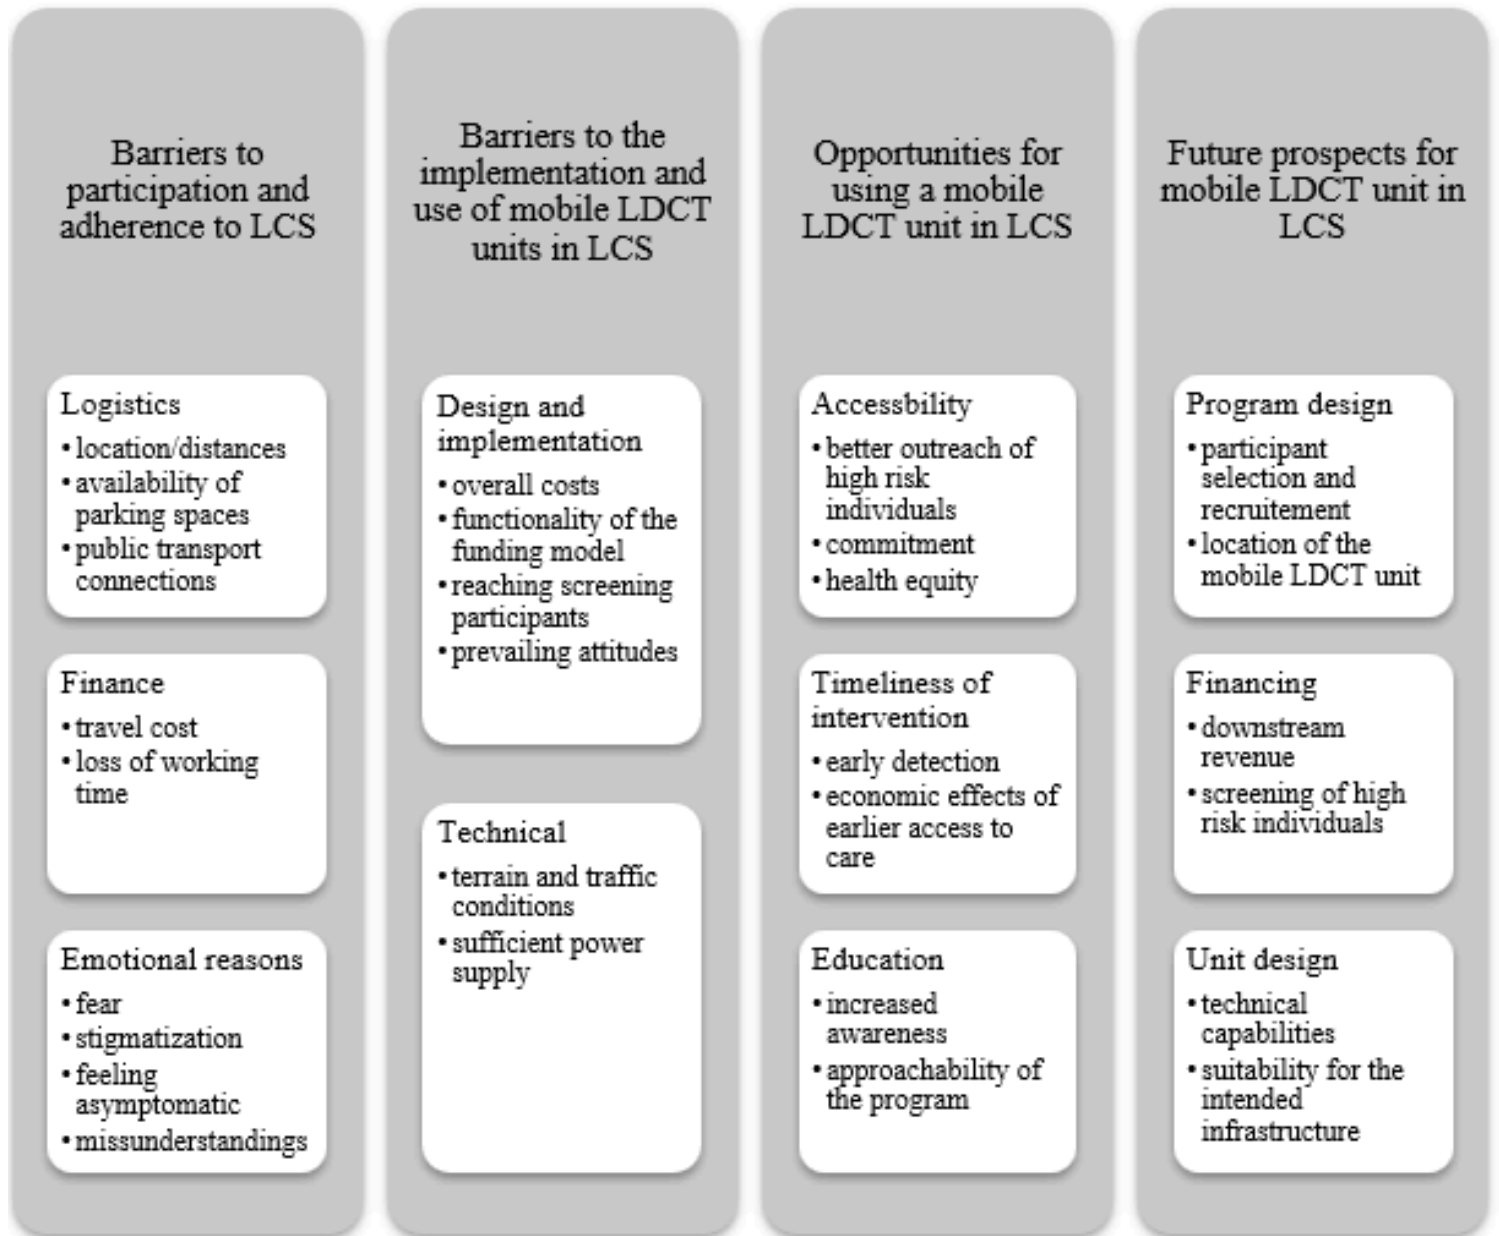 Barriers to
participation and
adherence to LCS
Logistics
• location/distances
• availability of
parking spaces
• public transport
connections
Finance
• travel cost
• loss of working
time
Emotional reasons
• fear
• stigmatization
• feeling
asymptomatic
• missunderstandings
Barriers to the
implementation and
use of mobile LDCT
units in LCS
Design and
implementation
• overall costs
• functionality of the
funding model
• reaching screening
participants
• prevailing attitudes
Technical
• terrain and traffic
conditions
• sufficient power
supply
Opportunities for
using a mobile
LDCT unit in LCS
Accessbility
• better outreach of
high risk
individuals
• commitment
• health equity
Timeliness of
intervention
• early detection
• economic effects of
earlier access to
care
Education
• increased
awareness
• approachability of
the program
Future prospects for
mobile LDCT unit in
LCS
Program design
• participant
selection and
recruitement
• location of the
mobile LDCT unit
Financing
• downstream
revenue
• screening of high
risk individuals
Unit design
• technical
capabilities
• suitability for the
intended
infrastructure